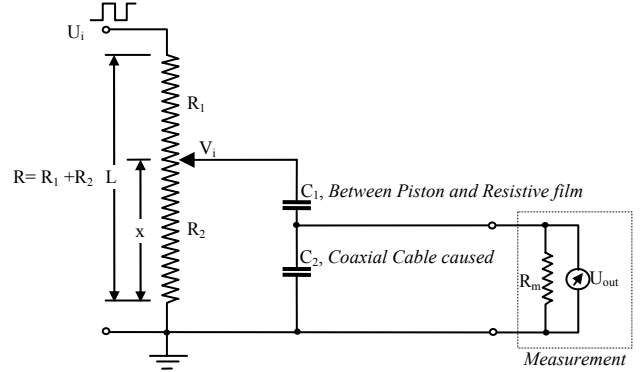 Uᵢ
R₁
Vᵢ
R= R₁ +R₂ L
C₁, Between Piston and Resistive film
x
R₂
C₂, Coaxial Cable caused
Rₘ
Uout
Measurement